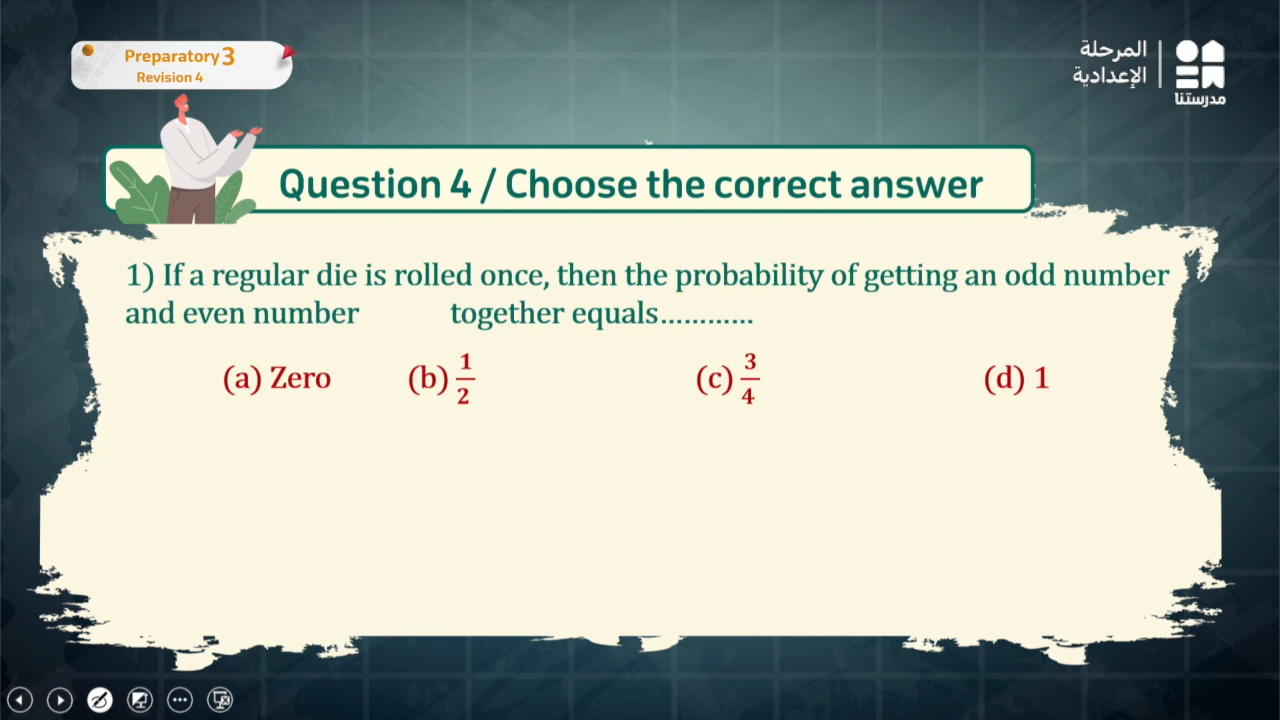 Preparatory 3
Revision 4
المرحلة
الإعدادية
مدرستنا
Question 4 / Choose the correct answer
1) If a regular die is rolled once, then the probability of getting an odd number
and even number together equals............
(a) Zero (b) 1/2 (c) 3/4 (d) 1